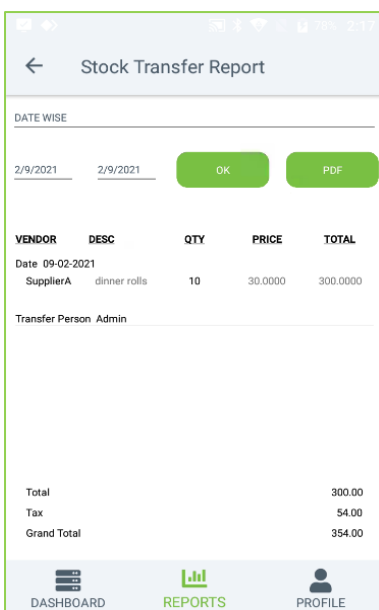 78% 2:17
Stock Transfer Report
DATE WISE
2/9/2021 2/9/2021 OK PDF
VENDOR DESC QTY PRICE TOTAL
Date 09-02-2021
SupplierA dinner rolls 10 30.0000 300.0000
Transfer Person Admin
Total 300.00
Tax 54.00
Grand Total 354.00
DASHBOARD REPORTS PROFILE